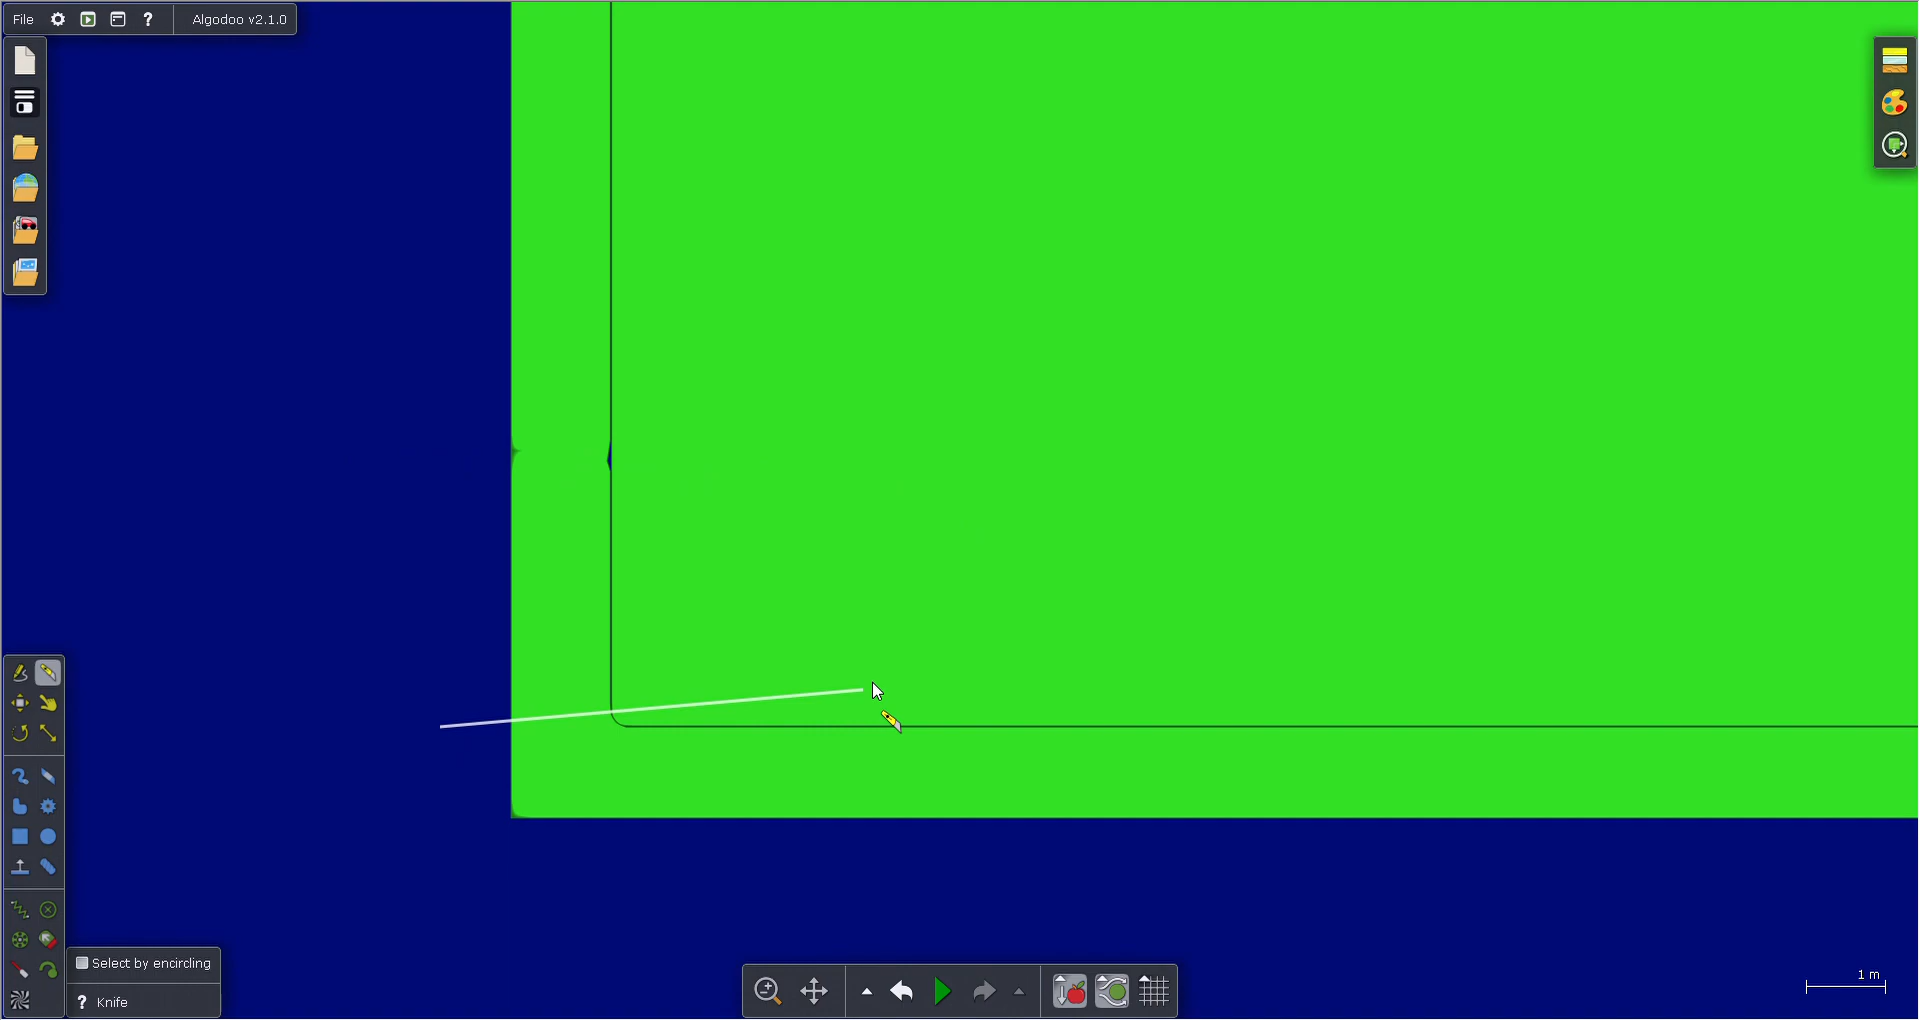 File ? Algodoo v2.1.0
Select by encircling
? Knife
1 m